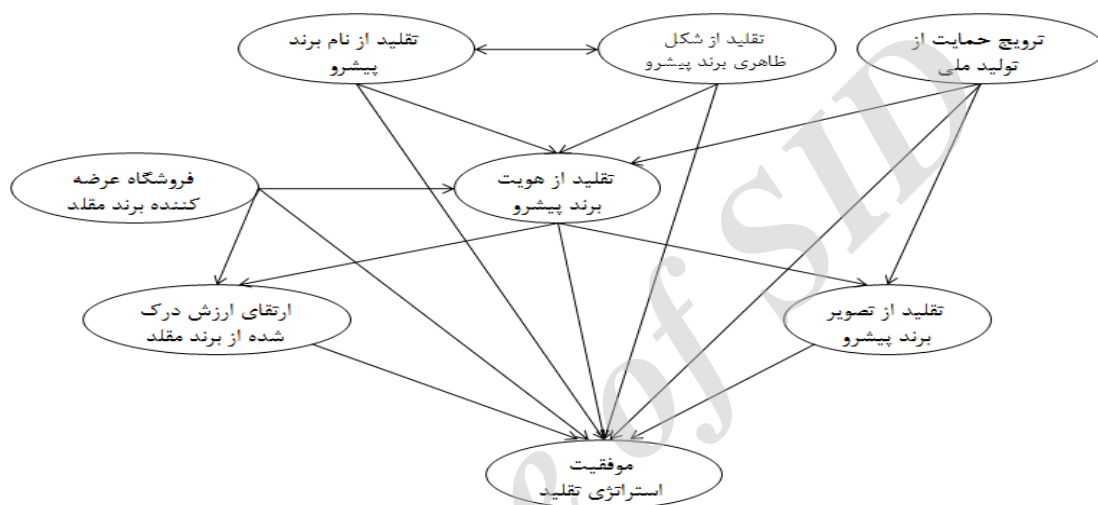 ترویج حمایت از
تولید ملی
تقلید از شکل
ظاهری برند پیشرو
تقلید از نام برند
پیشرو
تقلید از هویت
برند پیشرو
فروشگاه عرضه
کننده برند مقلد
تقلید از تصویر
برند پیشرو
ارتقای ارزش درک
شده از برند مقلد
موفقیت
استراتژی تقلید
e of SID